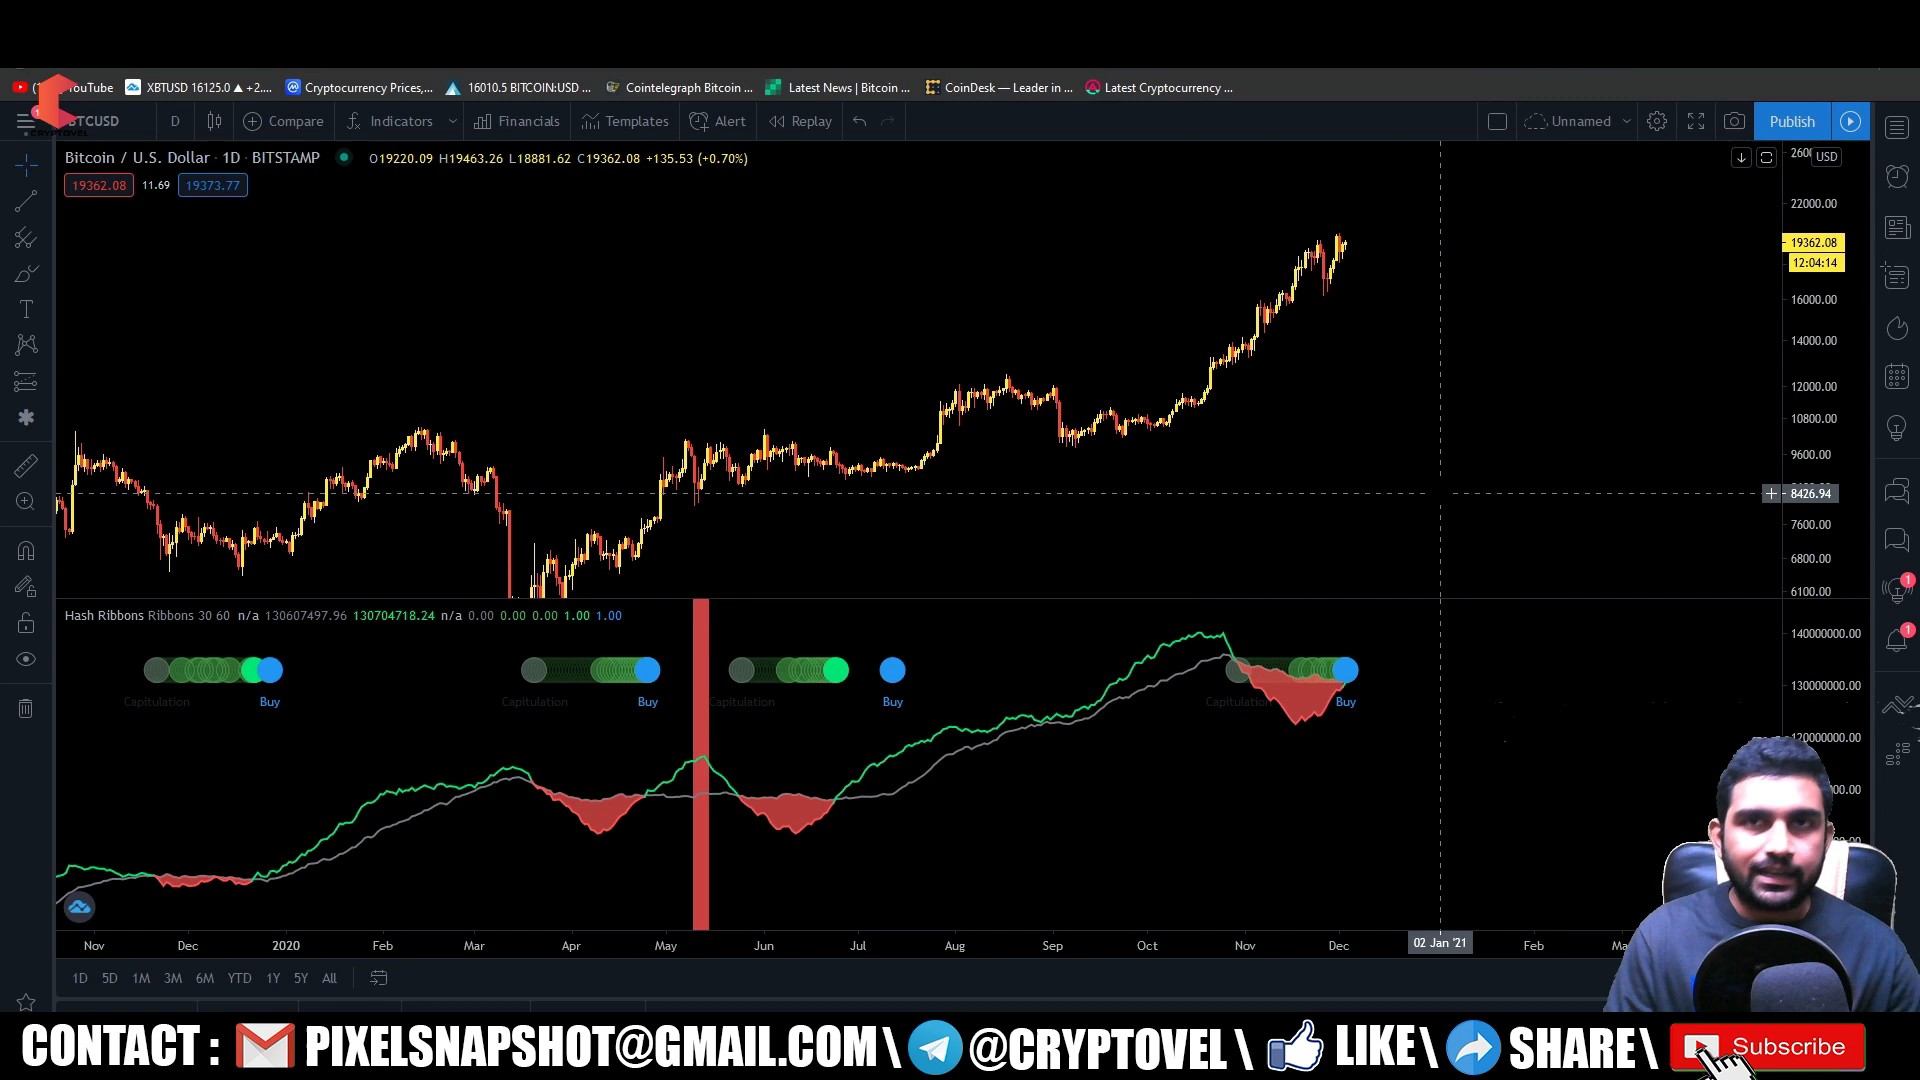 YouTube
XBTUSD 16125.0 ▲ +2....
Cryptocurrency Prices,...
16010.5 BITCOIN:USD ...
Cointelegraph Bitcoin ...
Latest News | Bitcoin ...
CoinDesk — Leader in ...
Latest Cryptocurrency ...
BTCUSD
CRYPTOVEL
D
Compare
Indicators
Financials
Templates
Alert
Replay
Unnamed
Publish
Bitcoin / U.S. Dollar · 1D · BITSTAMP
O19220.09 H19463.26 L18881.62 C19362.08 +135.53 (+0.70%)
USD
19362.08 11.69 19373.77
22000.00
19362.08
12:04:14
16000.00
14000.00
12000.00
10800.00
9600.00
8426.94
7600.00
6800.00
6100.00
Hash Ribbons Ribbons 30 60 n/a 130607497.96 130704718.24 n/a 0.00 0.00 0.00 1.00 1.00
140000000.00
130000000.00
120000000.00
Capitulation Buy Capitulation Buy Capitulation Buy Capitulation Buy
Nov Dec 2020 Feb Mar Apr May Jun Jul Aug Sep Oct Nov Dec 02 Jan '21 Feb
1D 5D 1M 3M 6M YTD 1Y 5Y All
1
1
CONTACT : PIXELSNAPSHOT@GMAIL.COM \ @CRYPTOVEL \ LIKE\ SHARE\ Subscribe